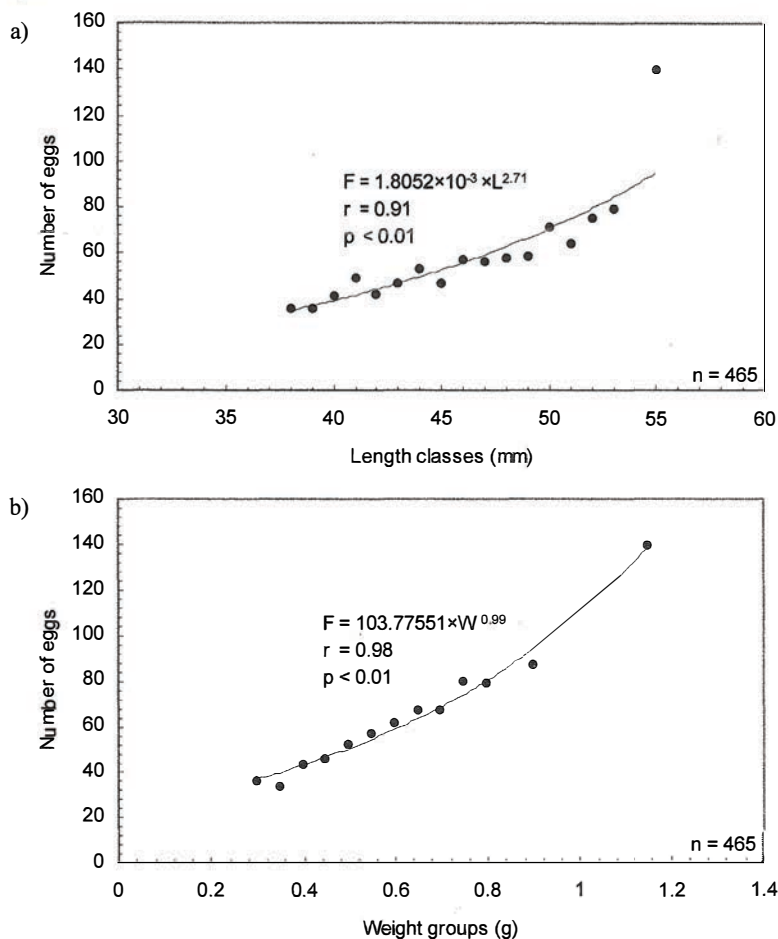 a)
160
140
120
100
80
60
40
20
0
Number of eggs
F = 1.8052×10⁻³ ×L²·⁷¹
r = 0.91
p < 0.01
n = 465
30 35 40 45 50 55 60
Length classes (mm)
b)
160
140
120
100
80
60
40
20
0
Number of eggs
F = 103.77551×W⁰·⁹⁹
r = 0.98
p < 0.01
n = 465
0 0.2 0.4 0.6 0.8 1 1.2 1.4
Weight groups (g)